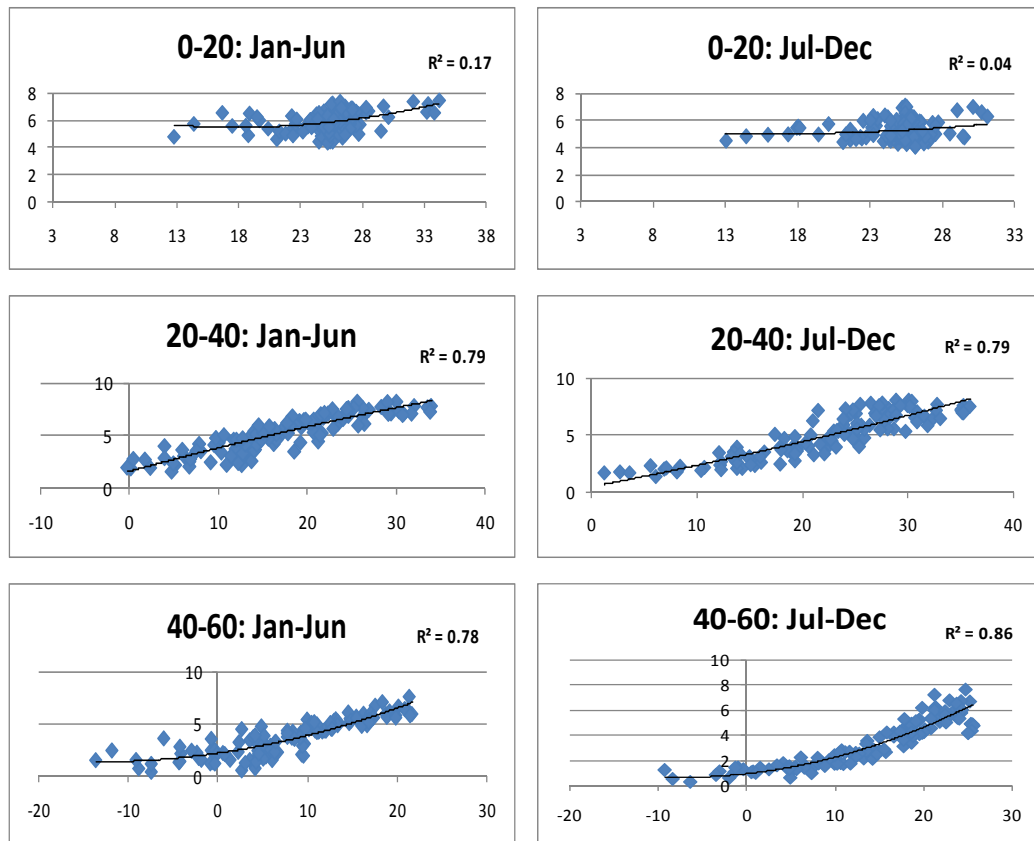 0-20: Jan-Jun
R² = 0.17
8
6
4
2
0
3 8 13 18 23 28 33 38
0-20: Jul-Dec
R² = 0.04
8
6
4
2
0
3 8 13 18 23 28 33
20-40: Jan-Jun
R² = 0.79
10
5
0
-10 0 10 20 30 40
20-40: Jul-Dec
R² = 0.79
10
5
0
0 10 20 30 40
40-60: Jan-Jun
R² = 0.78
10
5
0
-20 -10 0 10 20 30
40-60: Jul-Dec
R² = 0.86
10
8
6
4
2
0
-20 -10 0 10 20 30